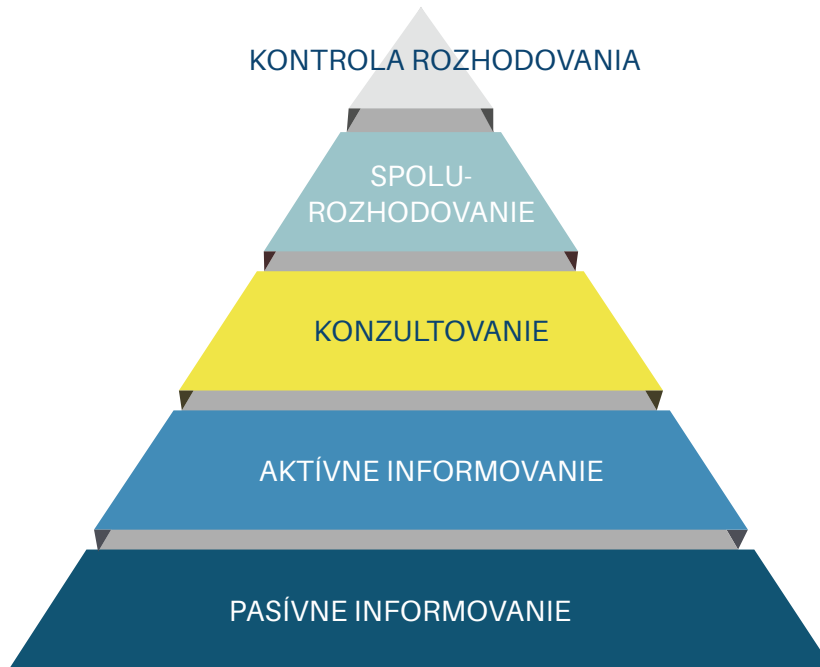 KONTROLA ROZHODOVANIA
SPOLU-
ROZHODOVANIE
KONZULTOVANIE
AKTÍVNE INFORMOVANIE
PASÍVNE INFORMOVANIE